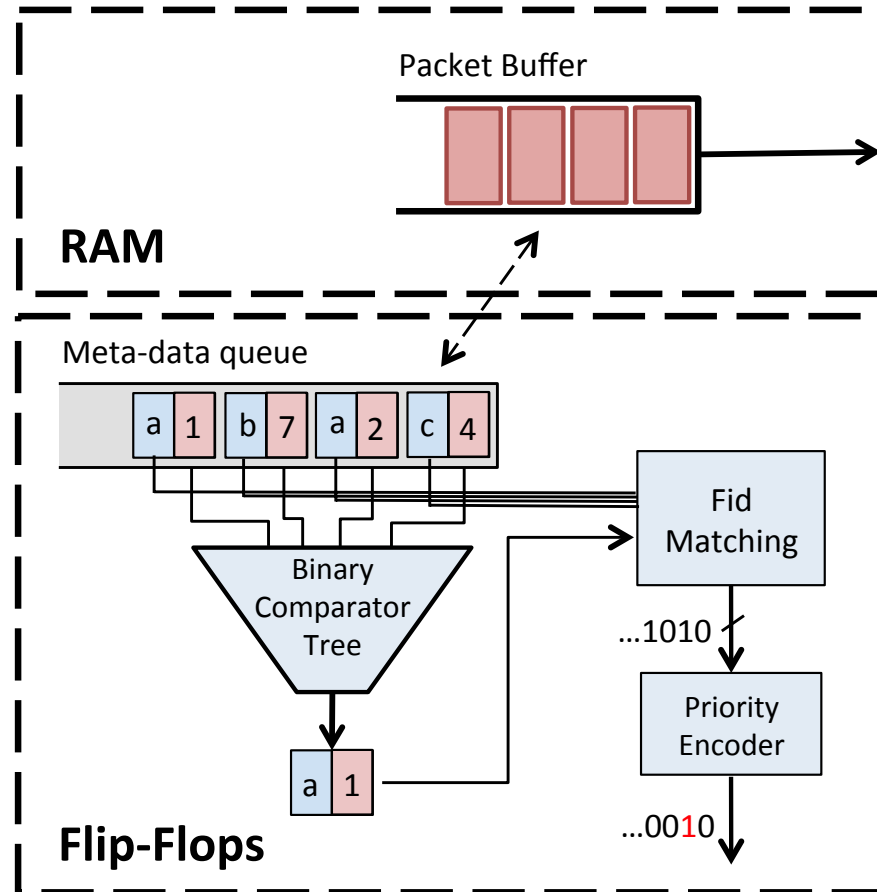 Packet Buffer
RAM
Meta-data queue
a 1 b 7 a 2 c 4
Fid
Matching
Binary
Comparator
Tree
...1010
Priority
Encoder
a 1
...0010
Flip-Flops